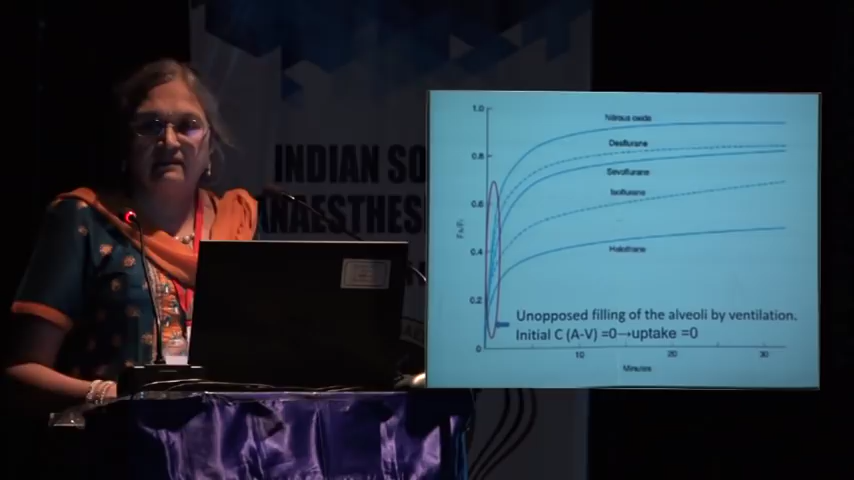 INDIAN SO
ANAESTHES
1.0
Nitrous oxide
Desflurane
0.8
Sevoflurane
Isoflurane
0.6
0.4
Halothane
0.2
Unopposed filling of the alveoli by ventilation.
Initial C (A-V) =0→uptake =0
0
10
20
30
Minutes